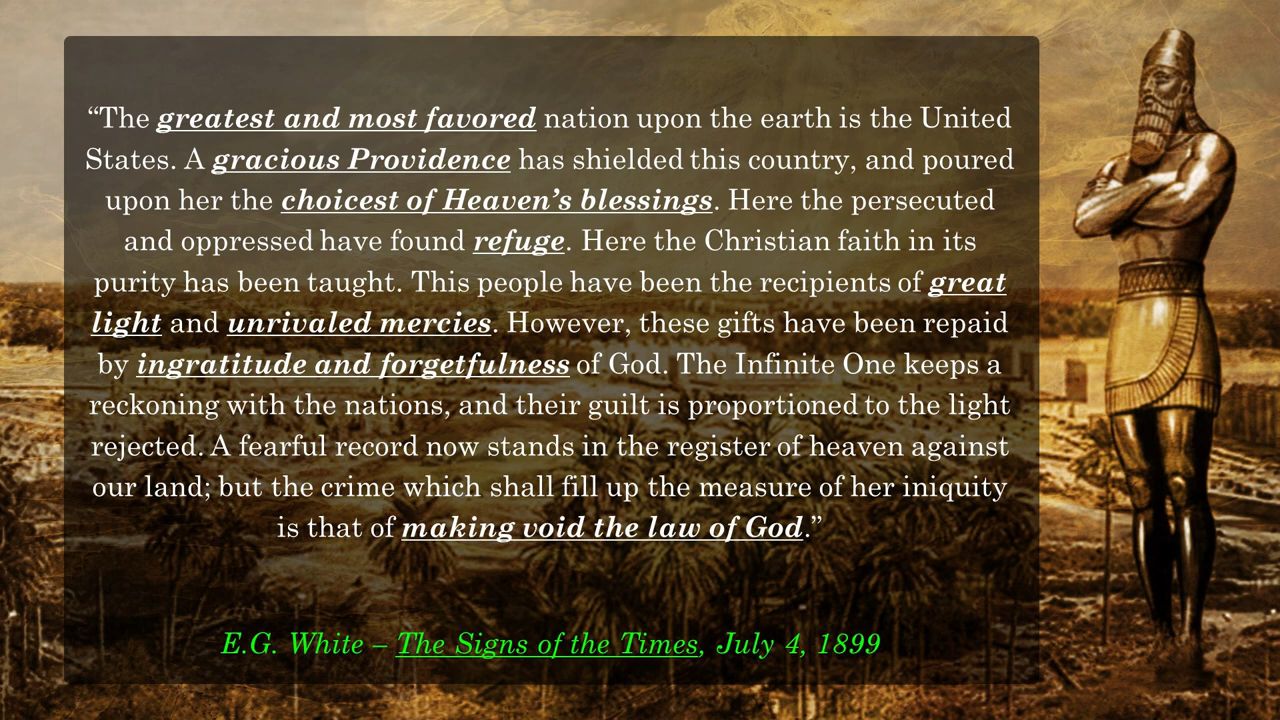 “The greatest and most favored nation upon the earth is the United
States. A gracious Providence has shielded this country, and poured
upon her the choicest of Heaven’s blessings. Here the persecuted
and oppressed have found refuge. Here the Christian faith in its
purity has been taught. This people have been the recipients of great
light and unrivaled mercies. However, these gifts have been repaid
by ingratitude and forgetfulness of God. The Infinite One keeps a
reckoning with the nations, and their guilt is proportioned to the light
rejected. A fearful record now stands in the register of heaven against
our land; but the crime which shall fill up the measure of her iniquity
is that of making void the law of God.”
E.G. White – The Signs of the Times, July 4, 1899